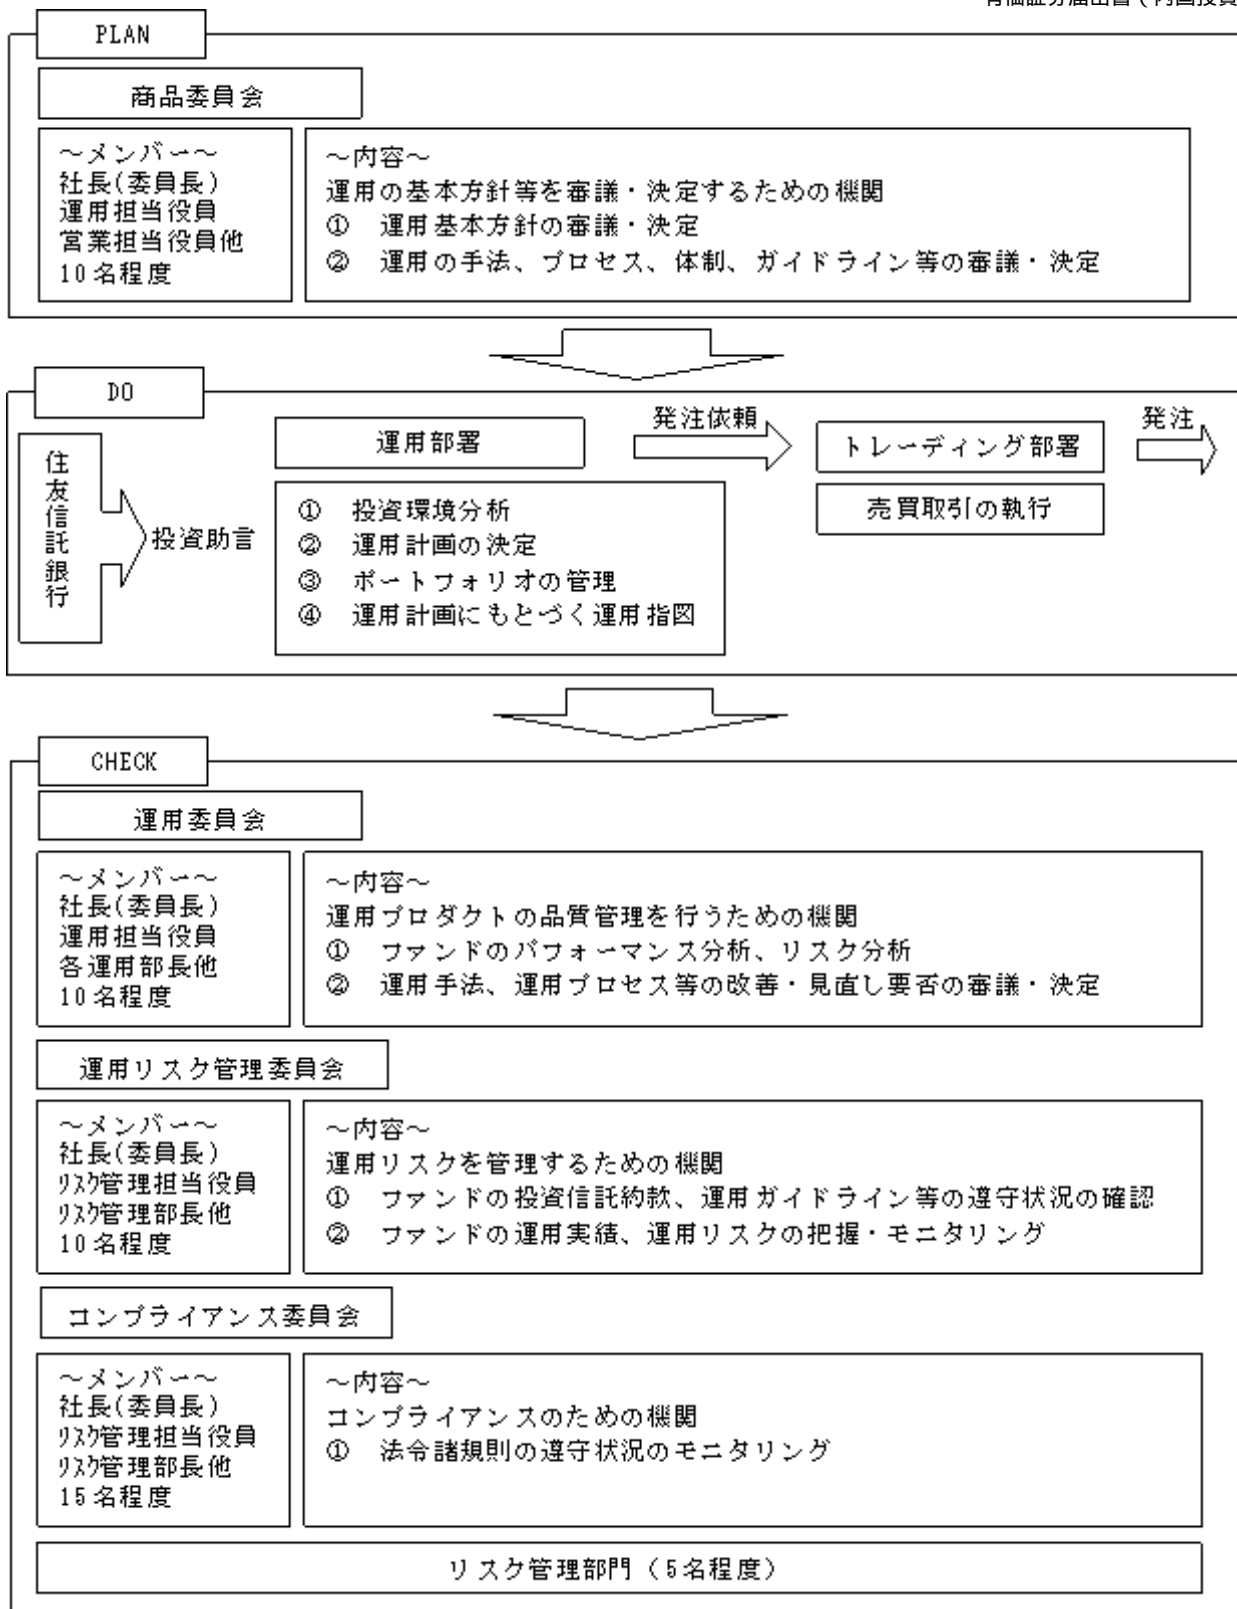 PLAN
商品委員会
～メンバー～
社長(委員長)
運用担当役員
営業担当役員他
10名程度
～内容～
運用の基本方針等を審議・決定するための機関
① 運用基本方針の審議・決定
② 運用の手法、プロセス、体制、ガイドライン等の審議・決定
DO
住友信託銀行
投資助言
運用部署
① 投資環境分析
② 運用計画の決定
③ ポートフォリオの管理
④ 運用計画にもとづく運用指図
発注依頼
トレーディング部署
売買取引の執行
発注
CHECK
運用委員会
～メンバー～
社長(委員長)
運用担当役員
各運用部長他
10名程度
～内容～
運用プロダクトの品質管理を行うための機関
① ファンドのパフォーマンス分析、リスク分析
② 運用手法、運用プロセス等の改善・見直し要否の審議・決定
運用リスク管理委員会
～メンバー～
社長(委員長)
ﾘｽｸ管理担当役員
ﾘｽｸ管理部長他
10名程度
～内容～
運用リスクを管理するための機関
① ファンドの投資信託約款、運用ガイドライン等の遵守状況の確認
② ファンドの運用実績、運用リスクの把握・モニタリング
コンプライアンス委員会
～メンバー～
社長(委員長)
ﾘｽｸ管理担当役員
ﾘｽｸ管理部長他
15名程度
～内容～
コンプライアンスのための機関
① 法令諸規則の遵守状況のモニタリング
リスク管理部門（5名程度）